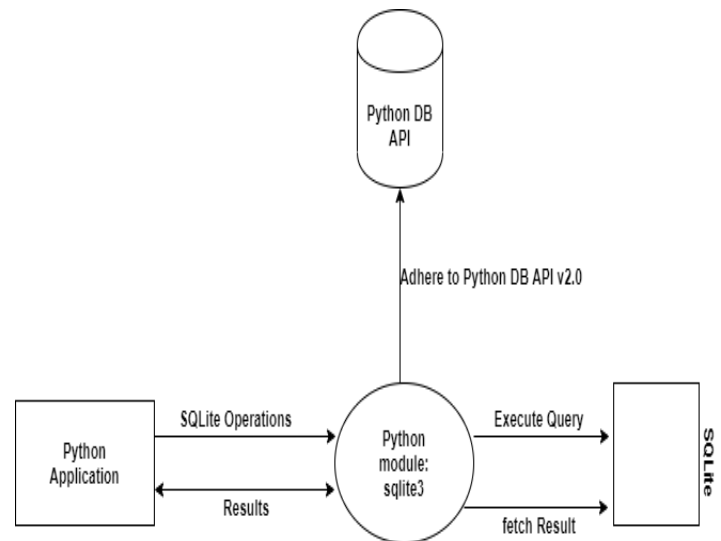 Python DB
API
Adhere to Python DB API v2.0
SQLite Operations
Execute Query
Python
Application
Python
module:
sqlite3
SQLite
Results
fetch Result